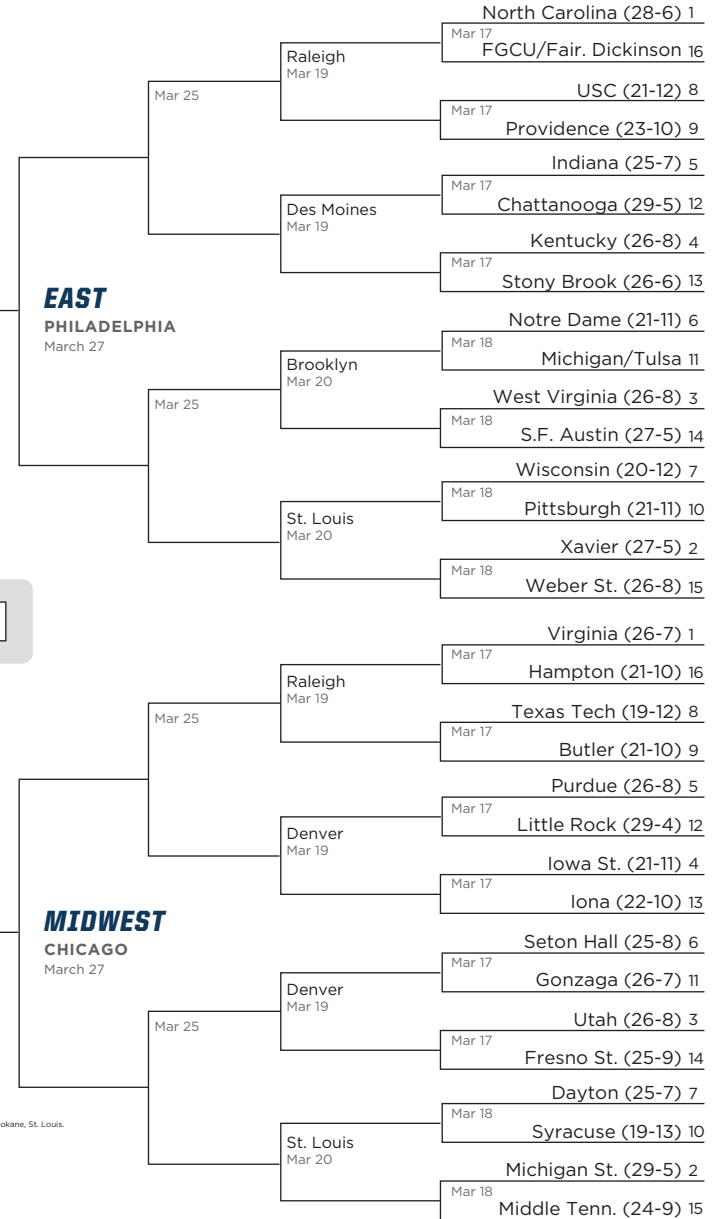 North Carolina (28-6) 1
Mar 17
FGCU/Fair. Dickinson 16
Raleigh
Mar 19
USC (21-12) 8
Mar 17
Providence (23-10) 9
Mar 25
Indiana (25-7) 5
Mar 17
Chattanooga (29-5) 12
Des Moines
Mar 19
Kentucky (26-8) 4
Mar 17
Stony Brook (26-6) 13
EAST
PHILADELPHIA
March 27
Notre Dame (21-11) 6
Mar 18
Michigan/Tulsa 11
Brooklyn
Mar 20
West Virginia (26-8) 3
Mar 18
S.F. Austin (27-5) 14
Mar 25
Wisconsin (20-12) 7
Mar 18
Pittsburgh (21-11) 10
St. Louis
Mar 20
Xavier (27-5) 2
Mar 18
Weber St. (26-8) 15
Virginia (26-7) 1
Mar 17
Hampton (21-10) 16
Raleigh
Mar 19
Texas Tech (19-12) 8
Mar 17
Butler (21-10) 9
Mar 25
Purdue (26-8) 5
Mar 17
Little Rock (29-4) 12
Denver
Mar 19
Iowa St. (21-11) 4
Mar 17
Iona (22-10) 13
MIDWEST
CHICAGO
March 27
Seton Hall (25-8) 6
Mar 17
Gonzaga (26-7) 11
Denver
Mar 19
Utah (26-8) 3
Mar 17
Fresno St. (25-9) 14
Mar 25
Dayton (25-7) 7
Mar 18
Syracuse (19-13) 10
St. Louis
Mar 20
Michigan St. (29-5) 2
Mar 18
Middle Tenn. (24-9) 15
okane, St. Louis.